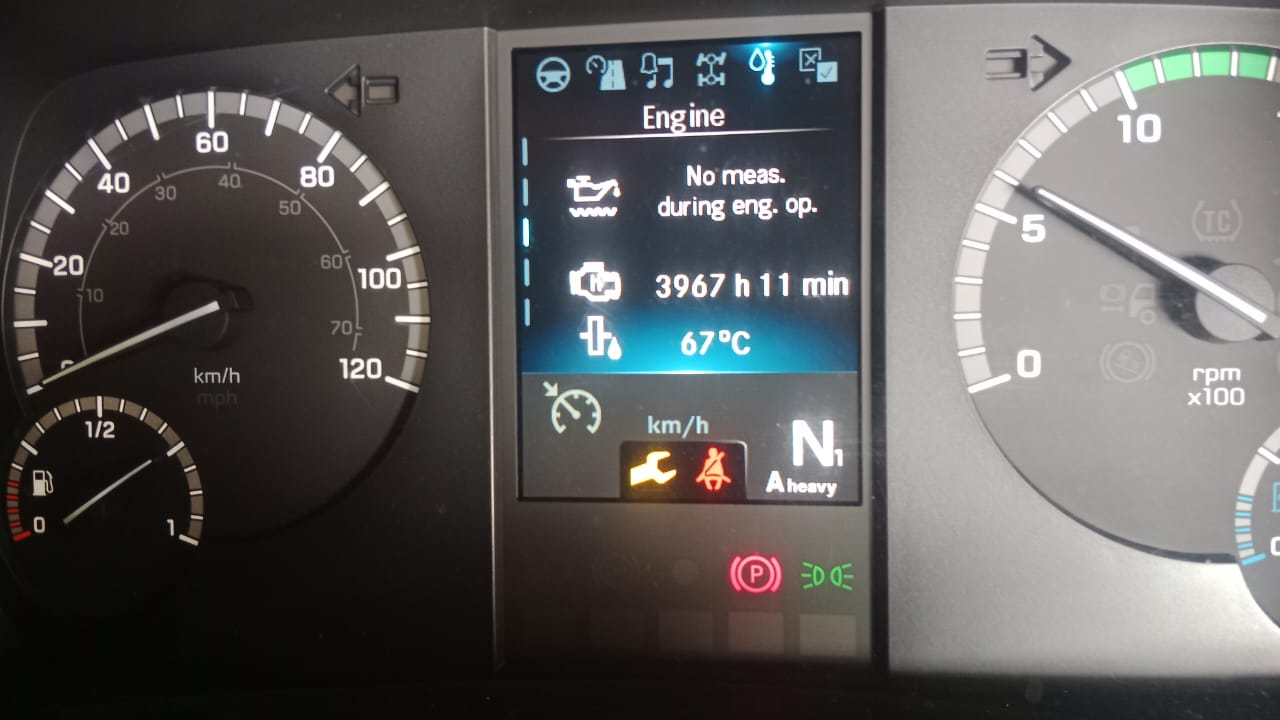 Engine
No meas.
during eng. op.
3967 h 11 min
67°C
km/h
N1
A heavy
P
0
20
40
60
80
100
120
10
20
30
40
50
60
70
km/h
mph
0
1/2
1
0
5
10
TC
rpm
x100
0